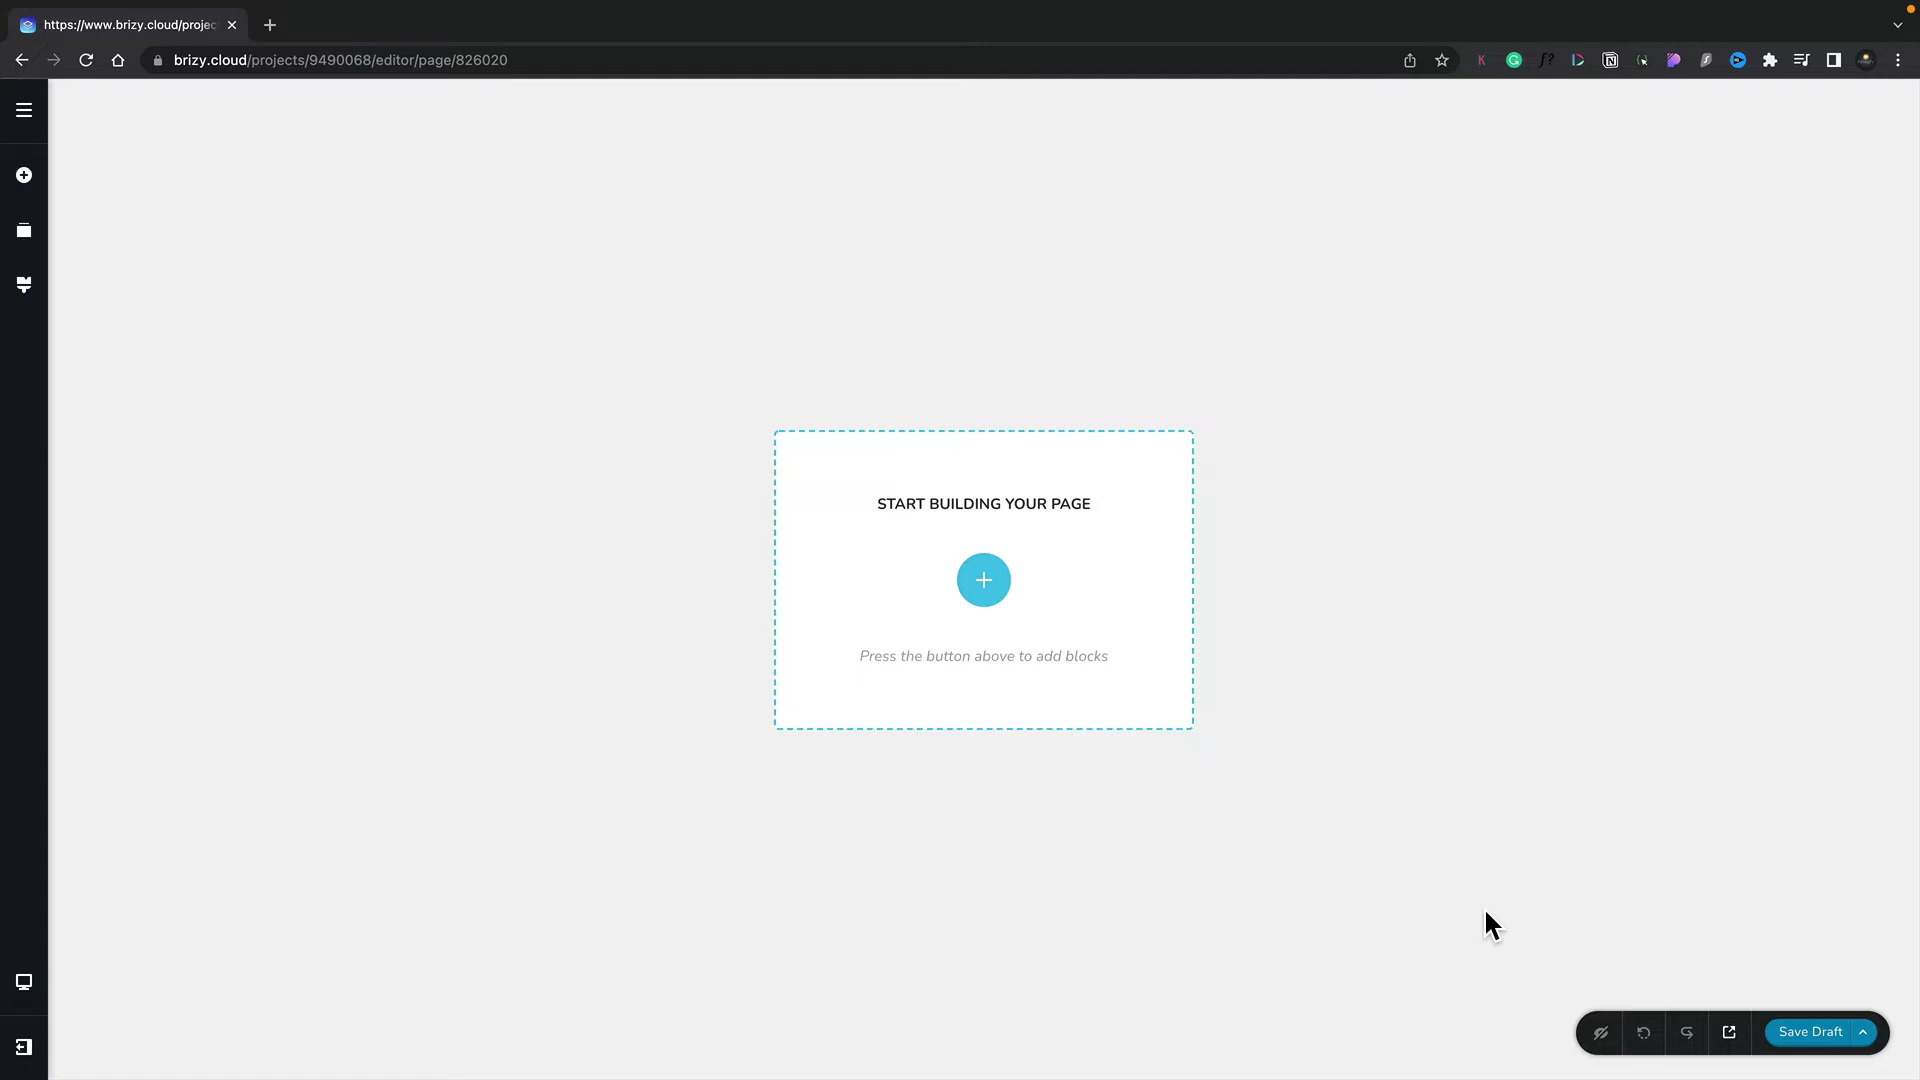 https://www.brizy.cloud/projec
brizy.cloud/projects/9490068/editor/page/826020
START BUILDING YOUR PAGE
Press the button above to add blocks
Save Draft